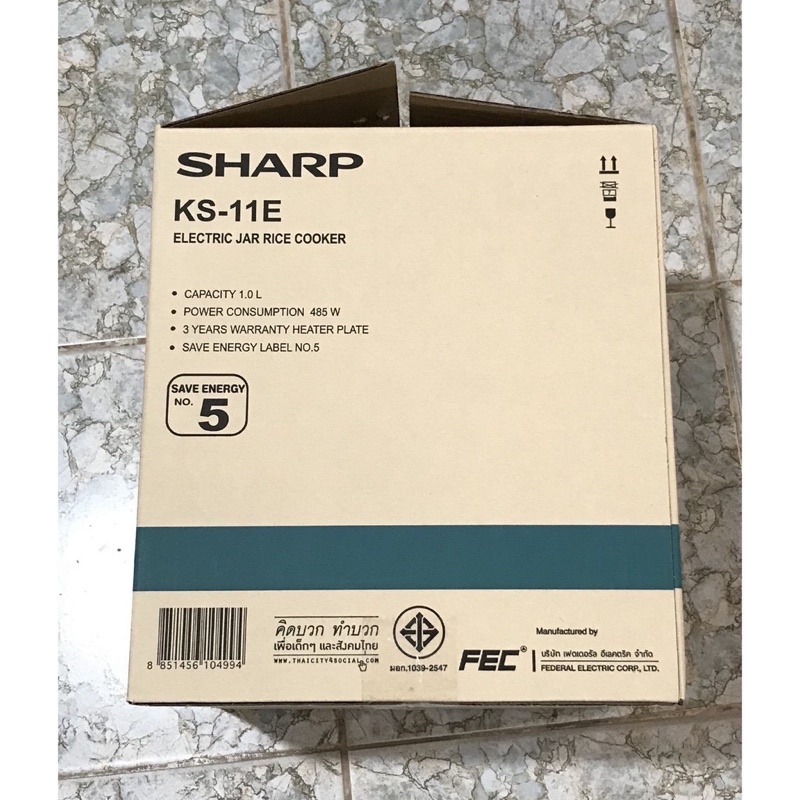 SHARP
KS-11E
ELECTRIC JAR RICE COOKER
• CAPACITY 1.0 L
• POWER CONSUMPTION 485 W
• 3 YEARS WARRANTY HEATER PLATE
• SAVE ENERGY LABEL NO.5
SAVE ENERGY
NO. 5
8 851456 104994
คิดบวก ทำบวก
เพื่อเด็กๆ และสังคมไทย
WWW.THAICITY4SOCIAL.COM
มอก.1039-2547
FEC®
Manufactured by
บริษัท เฟดเดอรัล อีเลคตริค จำกัด
FEDERAL ELECTRIC CORP., LTD.